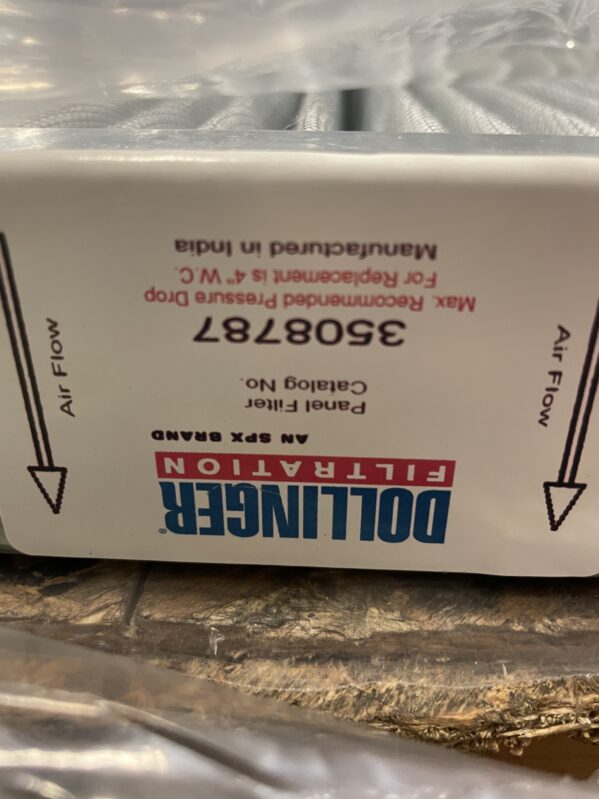 DOLLINGER®
FILTRATION
AN SPX BRAND
Panel Filter
Catalog No.
3508787
Max. Recommended Pressure Drop
For Replacement is 4" W.C.
Manufactured in India
Air Flow
Air Flow